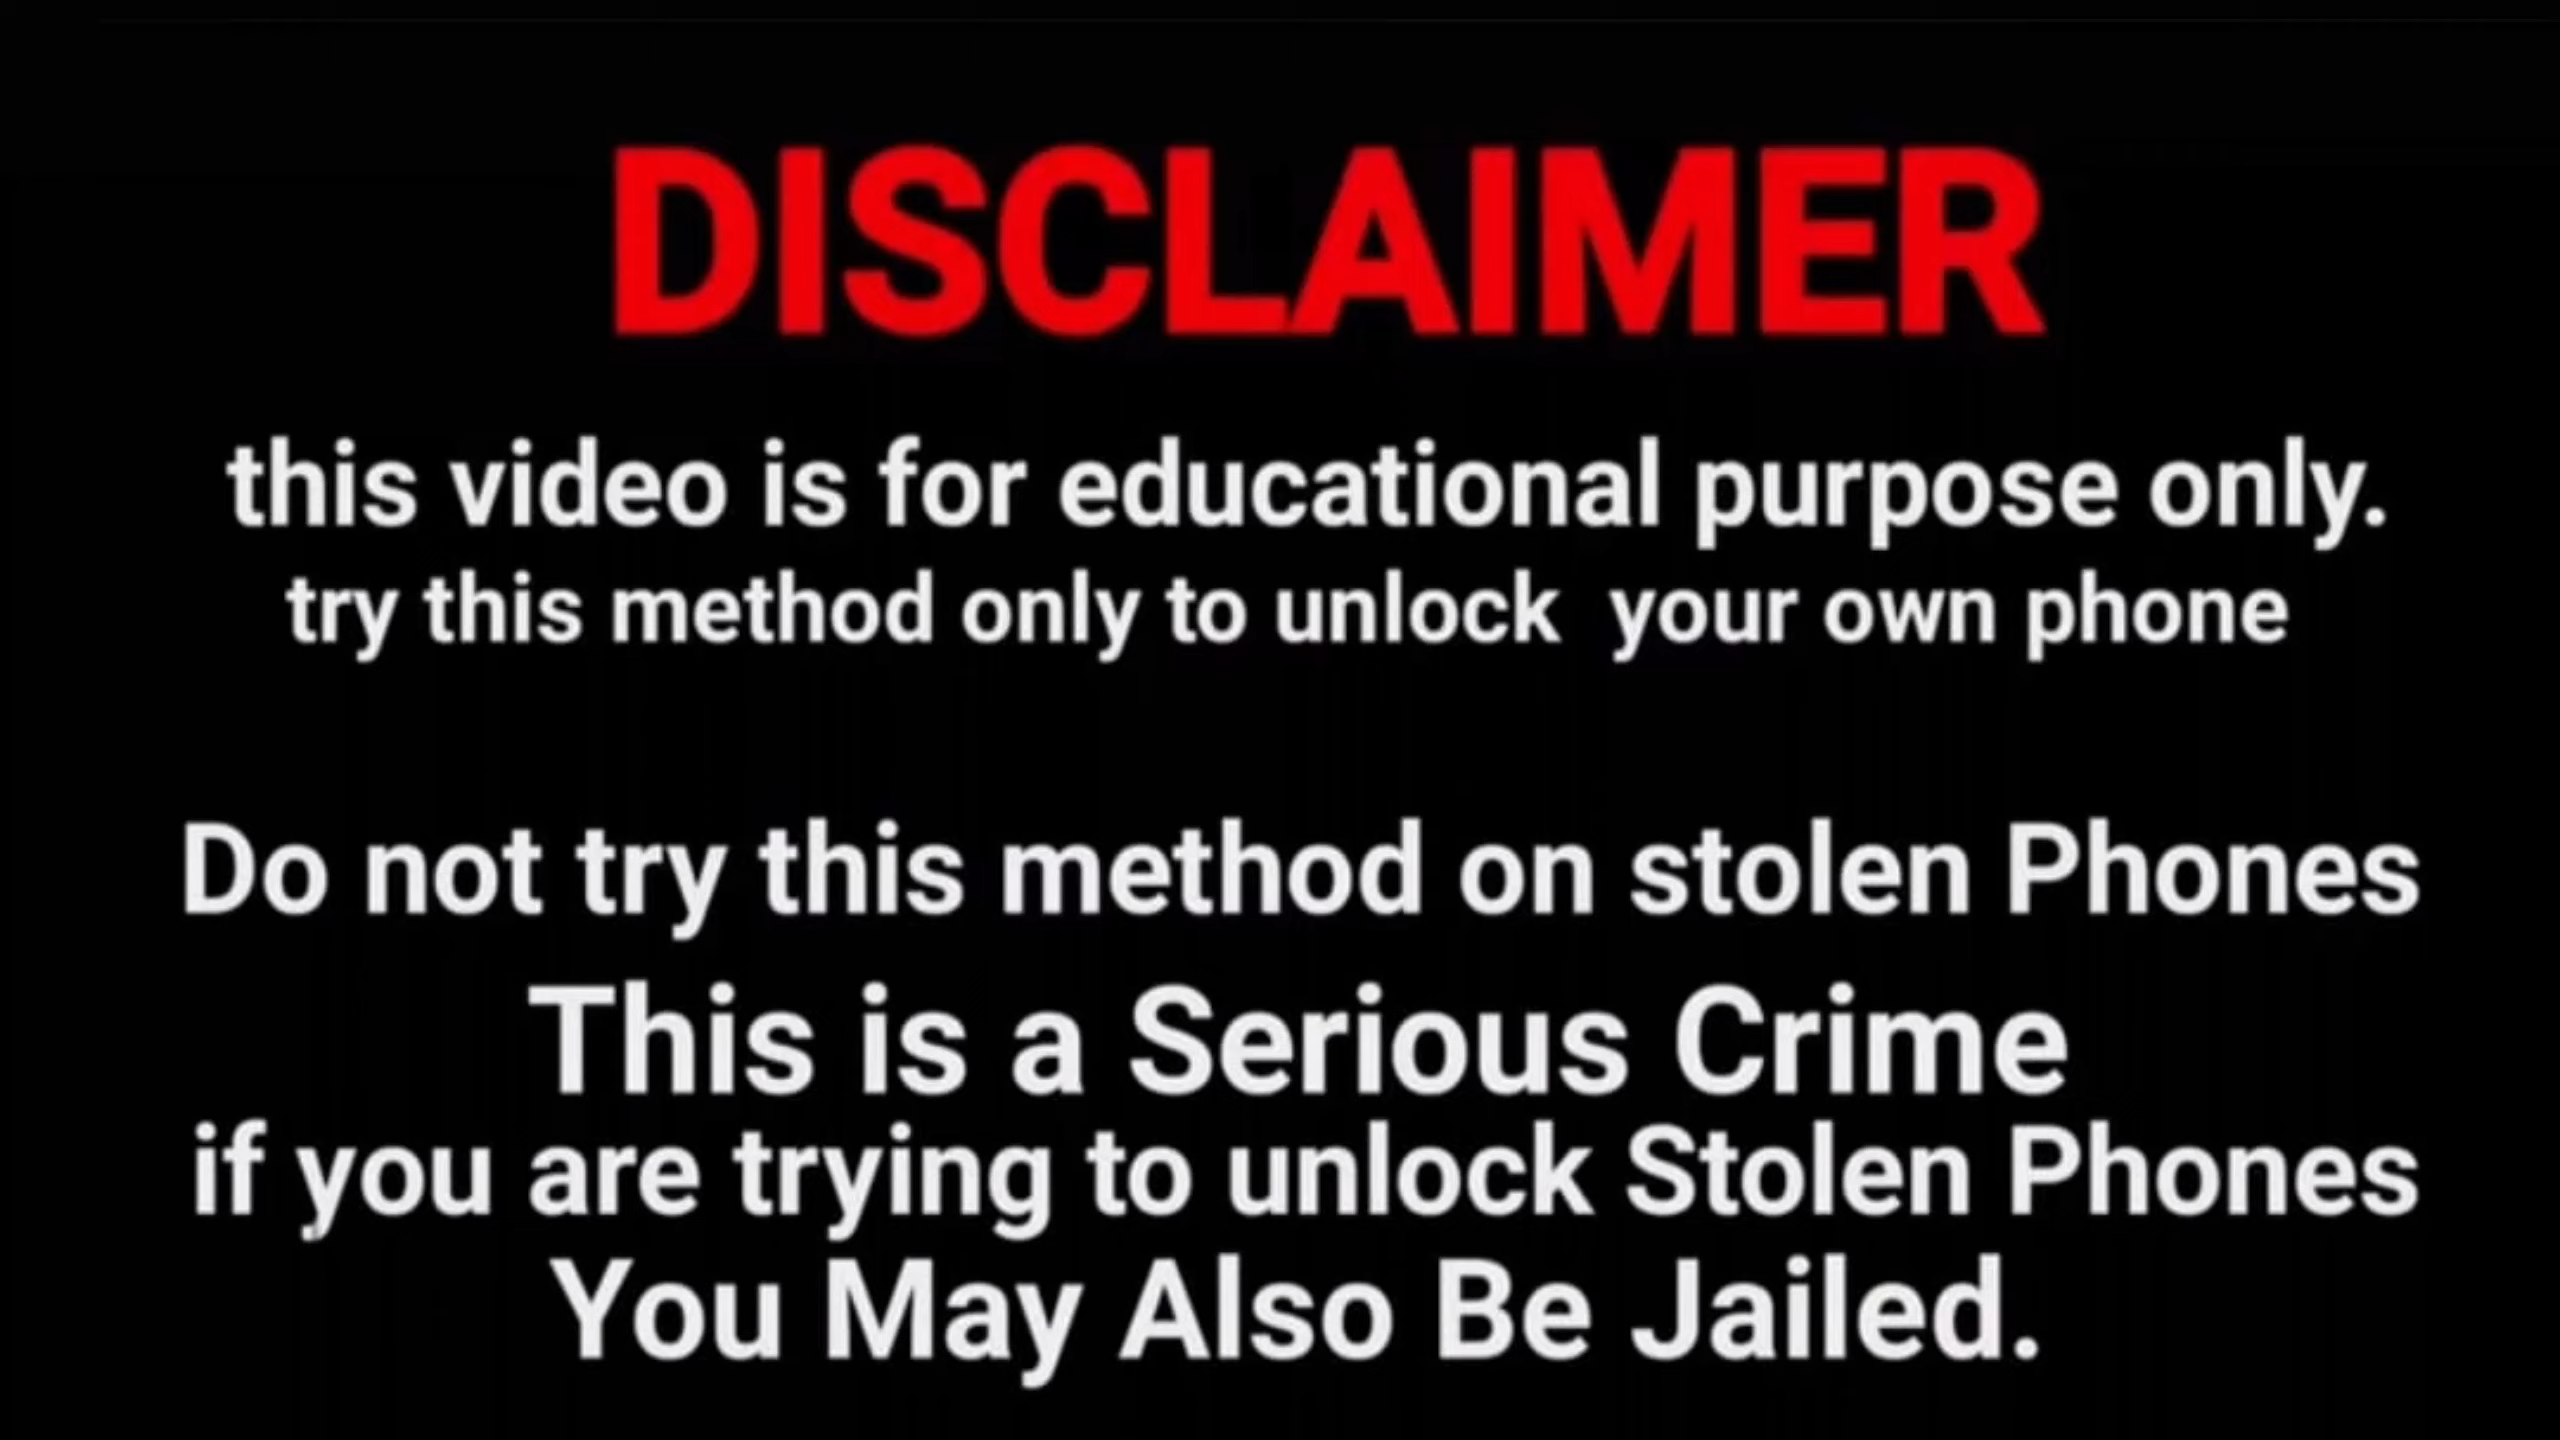 DISCLAIMER
this video is for educational purpose only.
try this method only to unlock  your own phone
Do not try this method on stolen Phones
This is a Serious Crime
if you are trying to unlock Stolen Phones
You May Also Be Jailed.